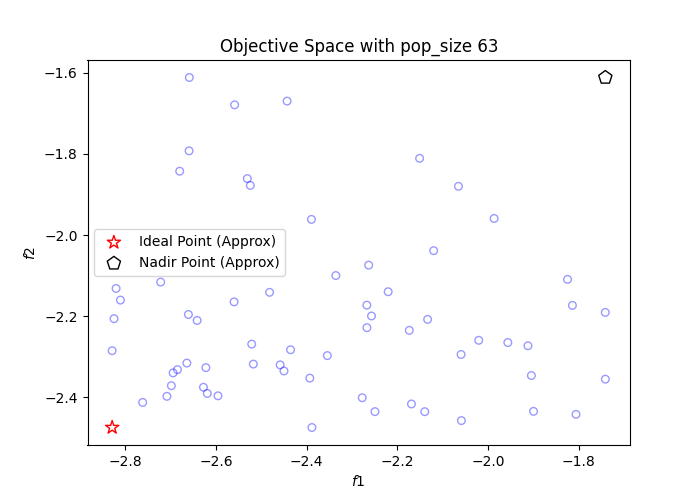 Objective Space with pop_size 63
−1.6
−1.8
−2.0
−2.2
−2.4
f2
Ideal Point (Approx)
Nadir Point (Approx)
−2.8
−2.6
−2.4
−2.2
−2.0
−1.8
f1